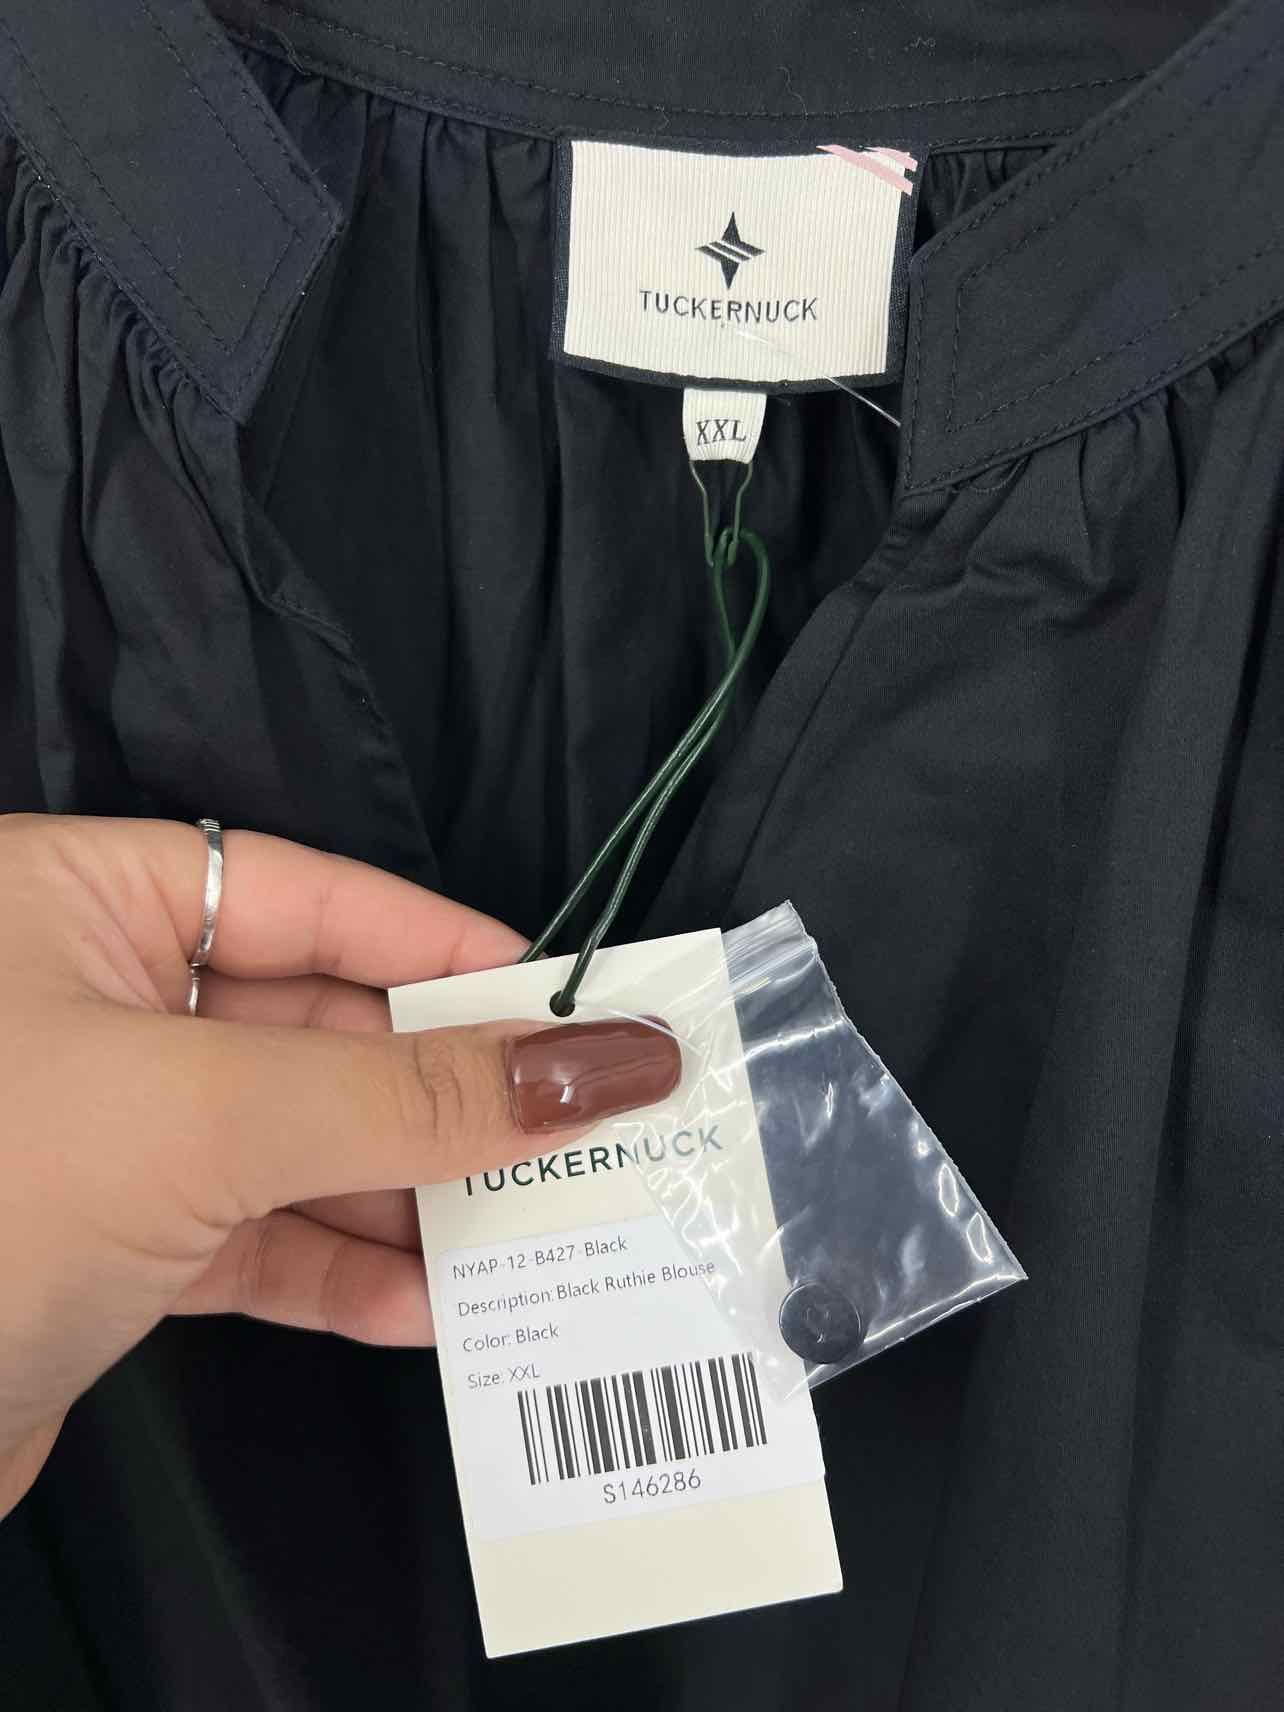 TUCKERNUCK
XXL
TUCKERNUCK
NYAP-12-B427-Black
Description: Black Ruthie Blouse
Color: Black
Size: XXL
S146286